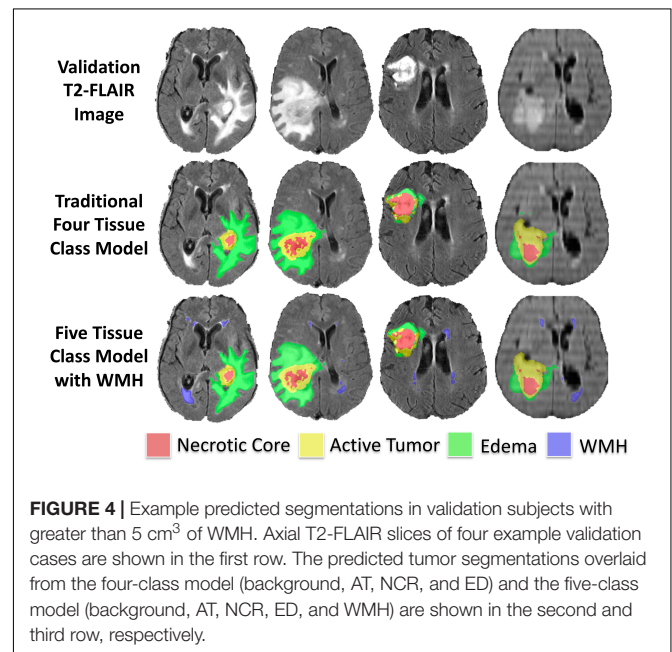 Validation
T2-FLAIR
Image
Traditional
Four Tissue
Class Model
Five Tissue
Class Model
with WMH
Necrotic Core Active Tumor Edema WMH
FIGURE 4 | Example predicted segmentations in validation subjects with
greater than 5 cm³ of WMH. Axial T2-FLAIR slices of four example validation
cases are shown in the first row. The predicted tumor segmentations overlaid
from the four-class model (background, AT, NCR, and ED) and the five-class
model (background, AT, NCR, ED, and WMH) are shown in the second and
third row, respectively.